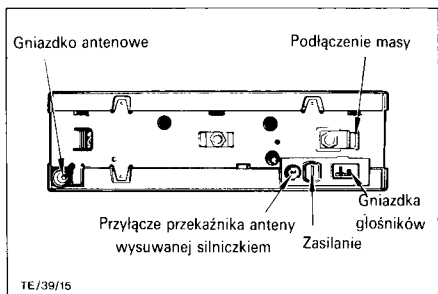 Gniazdko antenowe
Podłączenie masy
Przyłącze przekaźnika anteny
wysuwanej silniczkiem
Zasilanie
Gniazdka
głośników
TE/39/15